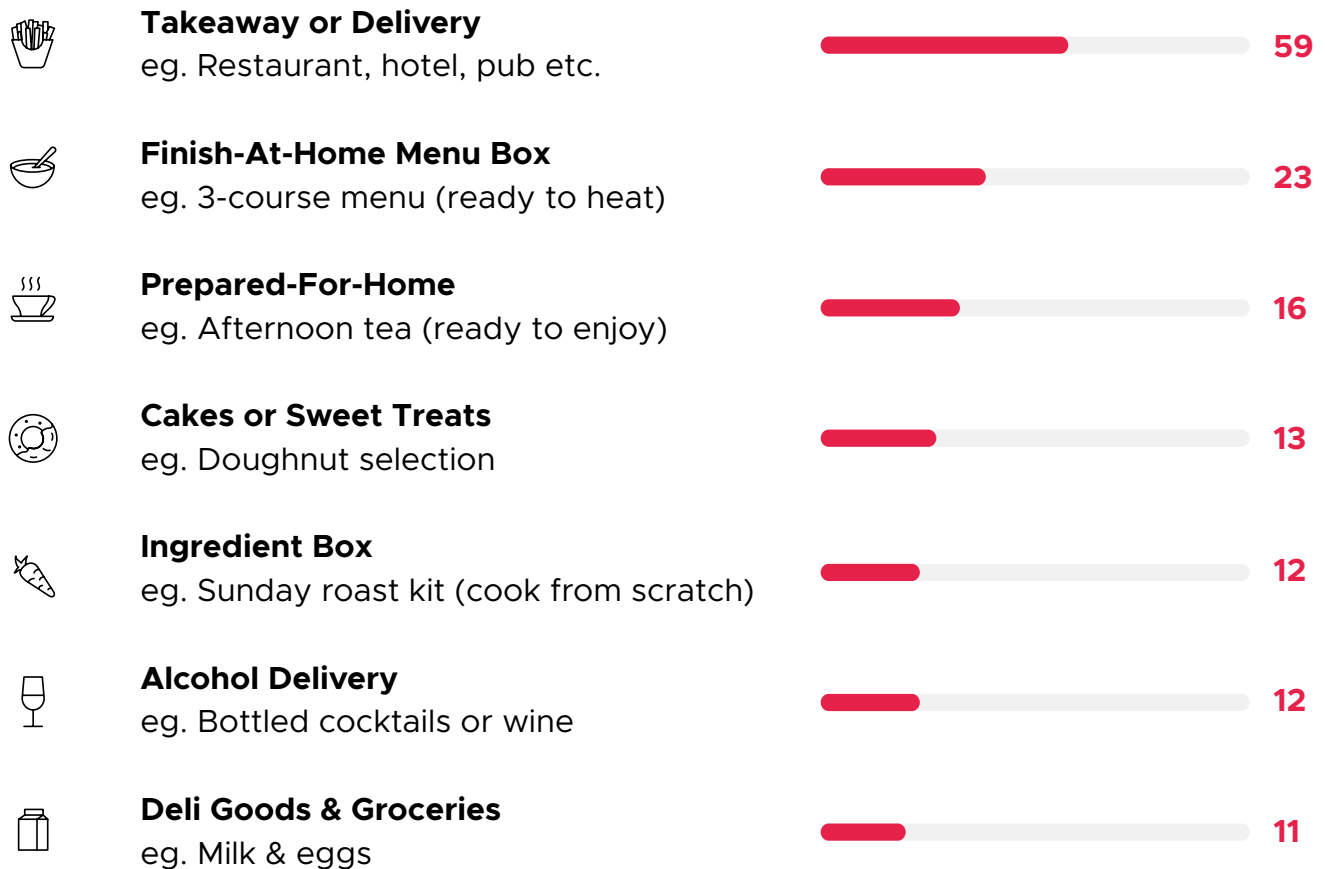 Takeaway or Delivery
eg. Restaurant, hotel, pub etc.
59
Finish-At-Home Menu Box
eg. 3-course menu (ready to heat)
23
Prepared-For-Home
eg. Afternoon tea (ready to enjoy)
16
Cakes or Sweet Treats
eg. Doughnut selection
13
Ingredient Box
eg. Sunday roast kit (cook from scratch)
12
Alcohol Delivery
eg. Bottled cocktails or wine
12
Deli Goods & Groceries
eg. Milk & eggs
11